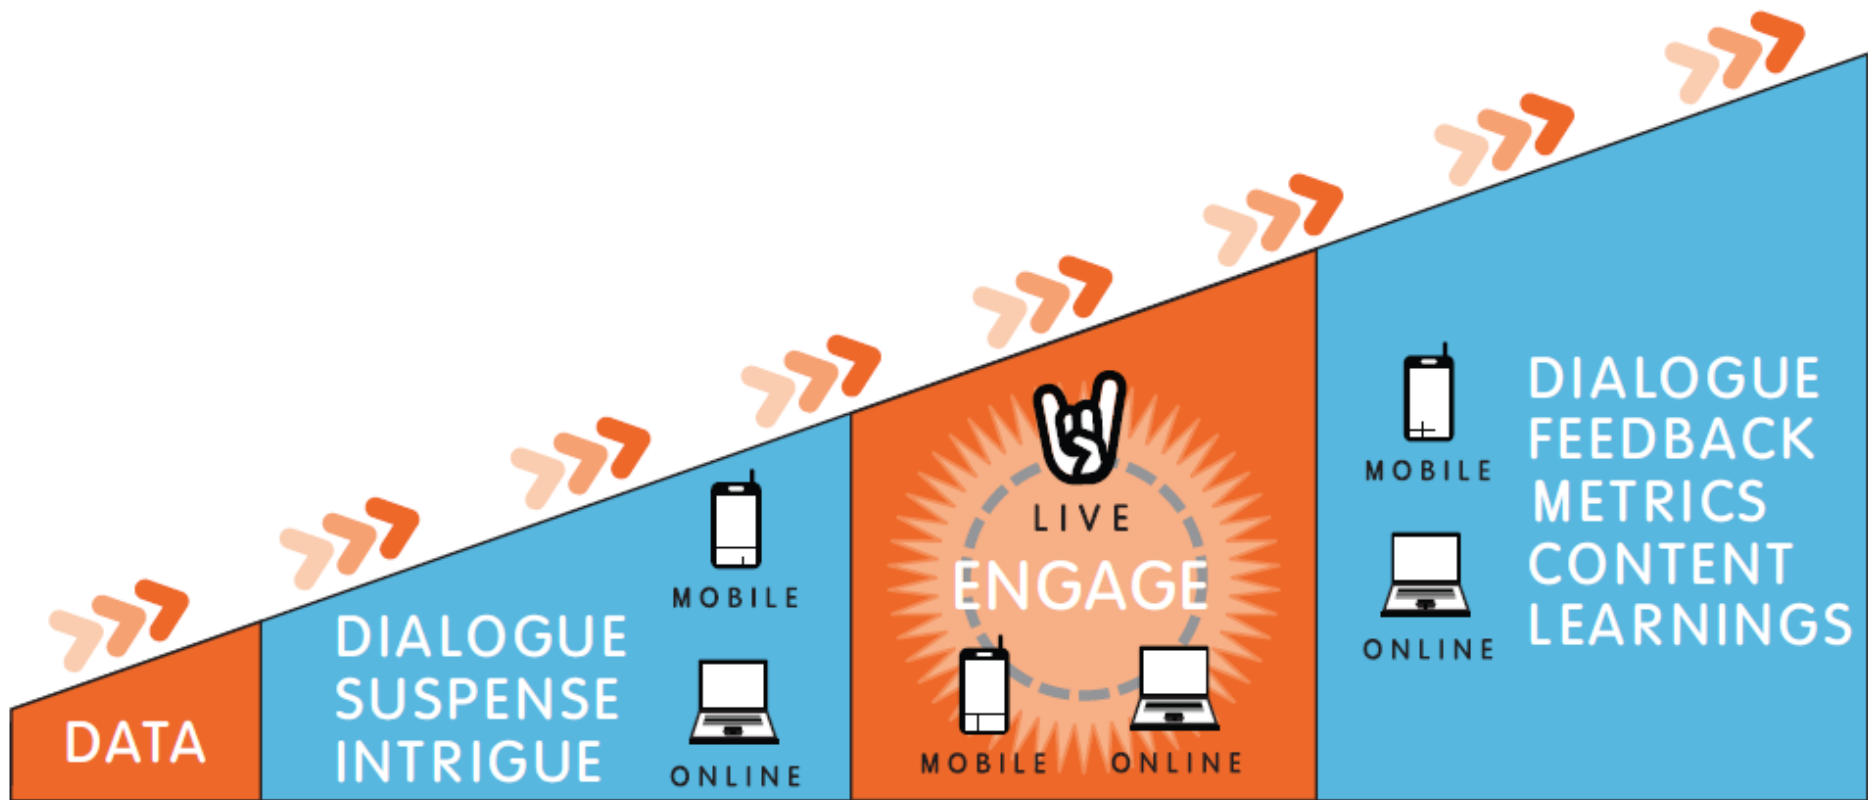 DATA
DIALOGUE
SUSPENSE
INTRIGUE
MOBILE
ONLINE
LIVE
ENGAGE
MOBILE ONLINE
MOBILE
ONLINE
DIALOGUE
FEEDBACK
METRICS
CONTENT
LEARNINGS